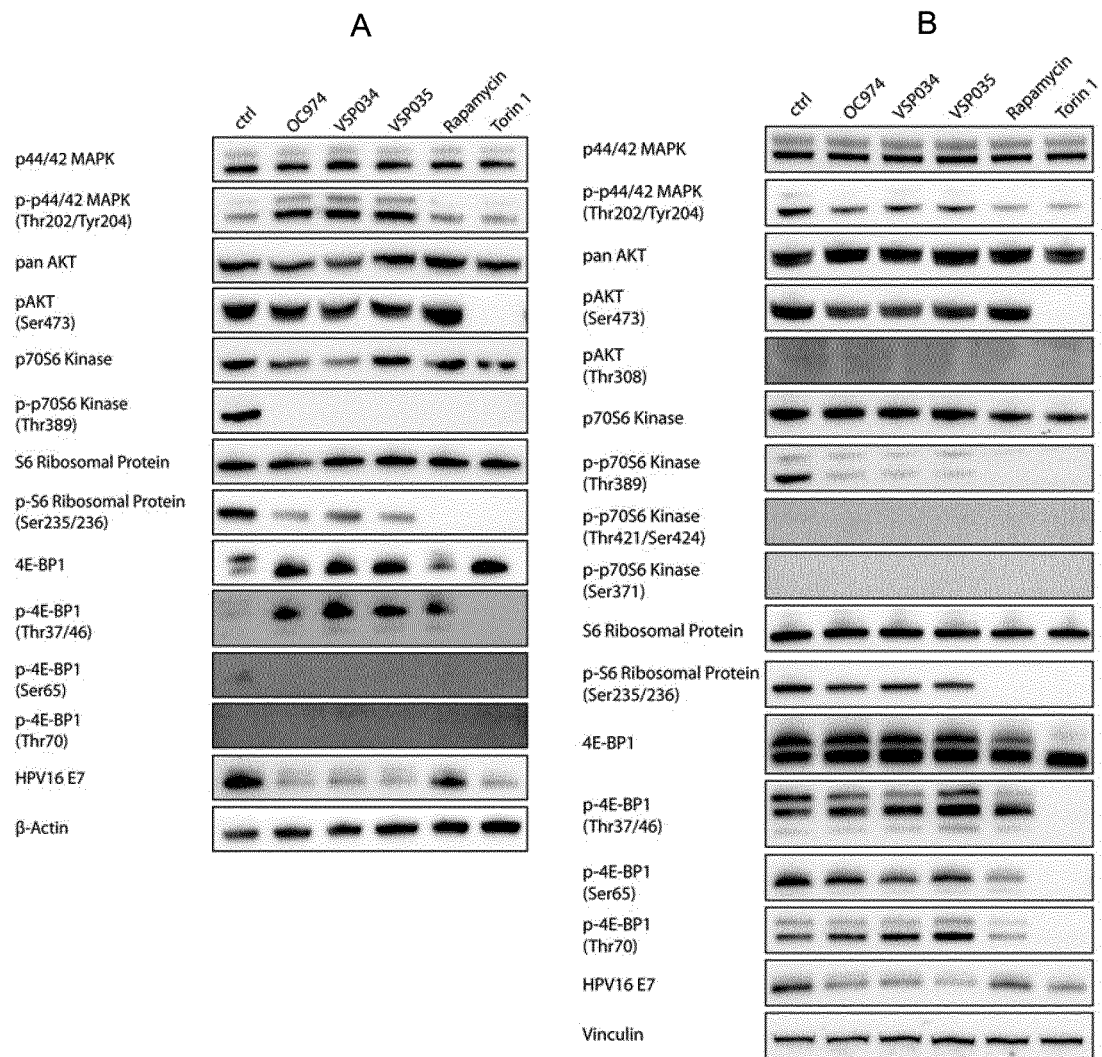 A
ctrl
OC974
VSP034
VSP035
Rapamycin
Torin 1
p44/42 MAPK
p-p44/42 MAPK
(Thr202/Tyr204)
pan AKT
pAKT
(Ser473)
p70S6 Kinase
p-p70S6 Kinase
(Thr389)
S6 Ribosomal Protein
p-S6 Ribosomal Protein
(Ser235/236)
4E-BP1
p-4E-BP1
(Thr37/46)
p-4E-BP1
(Ser65)
p-4E-BP1
(Thr70)
HPV16 E7
β-Actin
B
ctrl
OC974
VSP034
VSP035
Rapamycin
Torin 1
p44/42 MAPK
p-p44/42 MAPK
(Thr202/Tyr204)
pan AKT
pAKT
(Ser473)
pAKT
(Thr308)
p70S6 Kinase
p-p70S6 Kinase
(Thr389)
p-p70S6 Kinase
(Thr421/Ser424)
p-p70S6 Kinase
(Ser371)
S6 Ribosomal Protein
p-S6 Ribosomal Protein
(Ser235/236)
4E-BP1
p-4E-BP1
(Thr37/46)
p-4E-BP1
(Ser65)
p-4E-BP1
(Thr70)
HPV16 E7
Vinculin